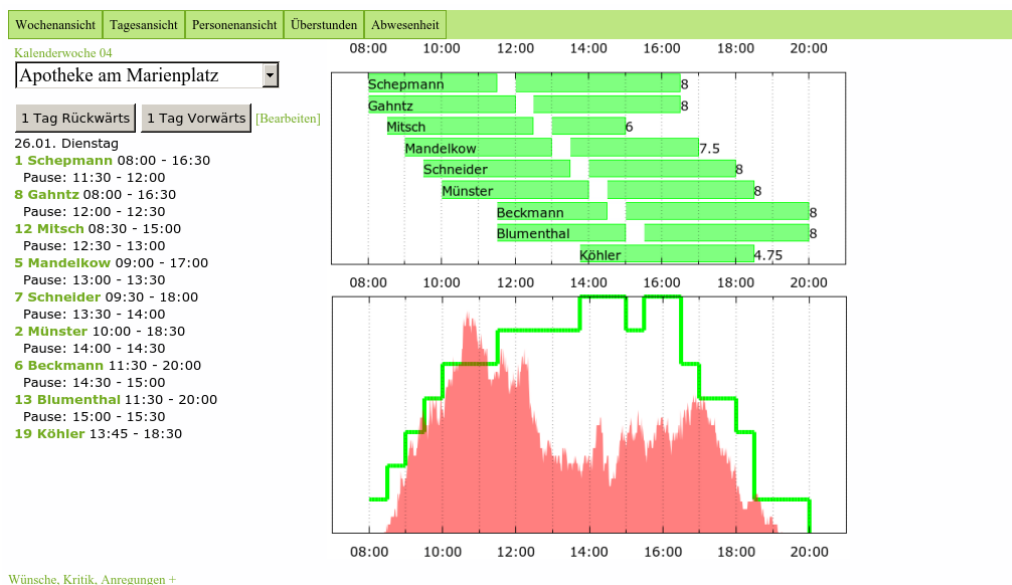 Wochenansicht Tagesansicht Personenansicht Überstunden Abwesenheit
Kalenderwoche 04
Apotheke am Marienplatz
1 Tag Rückwärts 1 Tag Vorwärts [Bearbeiten]
26.01. Dienstag
1 Schepmann 08:00 - 16:30
Pause: 11:30 - 12:00
8 Gahntz 08:00 - 16:30
Pause: 12:00 - 12:30
12 Mitsch 08:30 - 15:00
Pause: 12:30 - 13:00
5 Mandelkow 09:00 - 17:00
Pause: 13:00 - 13:30
7 Schneider 09:30 - 18:00
Pause: 13:30 - 14:00
2 Münster 10:00 - 18:30
Pause: 14:00 - 14:30
6 Beckmann 11:30 - 20:00
Pause: 14:30 - 15:00
13 Blumenthal 11:30 - 20:00
Pause: 15:00 - 15:30
19 Köhler 13:45 - 18:30
08:00 10:00 12:00 14:00 16:00 18:00 20:00
Schepmann 8
Gahntz 8
Mitsch 6
Mandelkow 7.5
Schneider 8
Münster 8
Beckmann 8
Blumenthal 8
Köhler 4.75
08:00 10:00 12:00 14:00 16:00 18:00 20:00
08:00 10:00 12:00 14:00 16:00 18:00 20:00
Wünsche, Kritik, Anregungen +